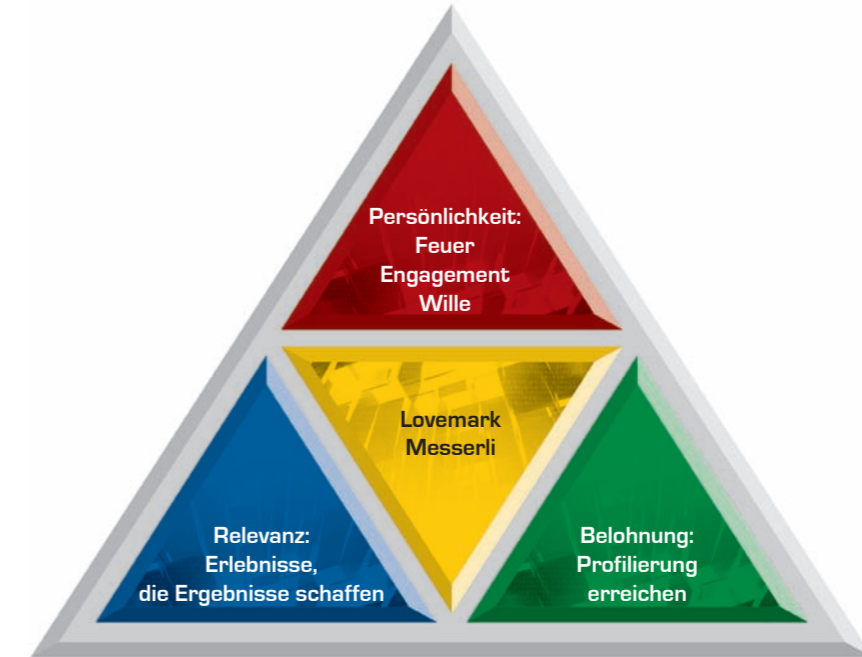 Persönlichkeit:
Feuer
Engagement
Wille
Lovemark
Messerli
Relevanz:
Erlebnisse,
die Ergebnisse schaffen
Belohnung:
Profilierung
erreichen